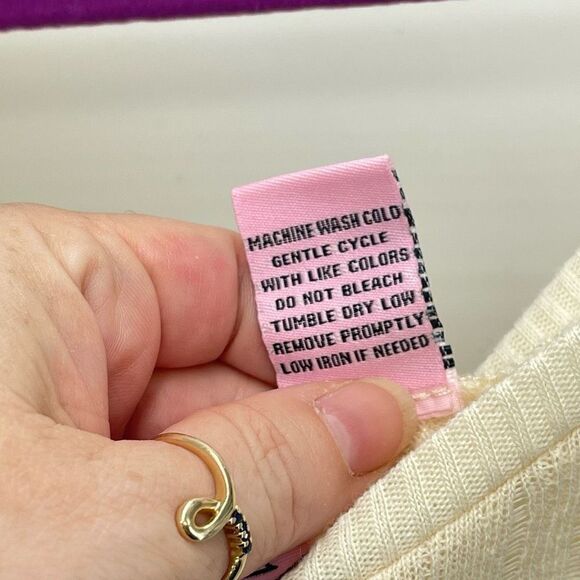 MACHINE WASH COLD
GENTLE CYCLE
WITH LIKE COLORS
DO NOT BLEACH
TUMBLE DRY LOW
REMOVE PROMPTLY
LOW IRON IF NEEDED